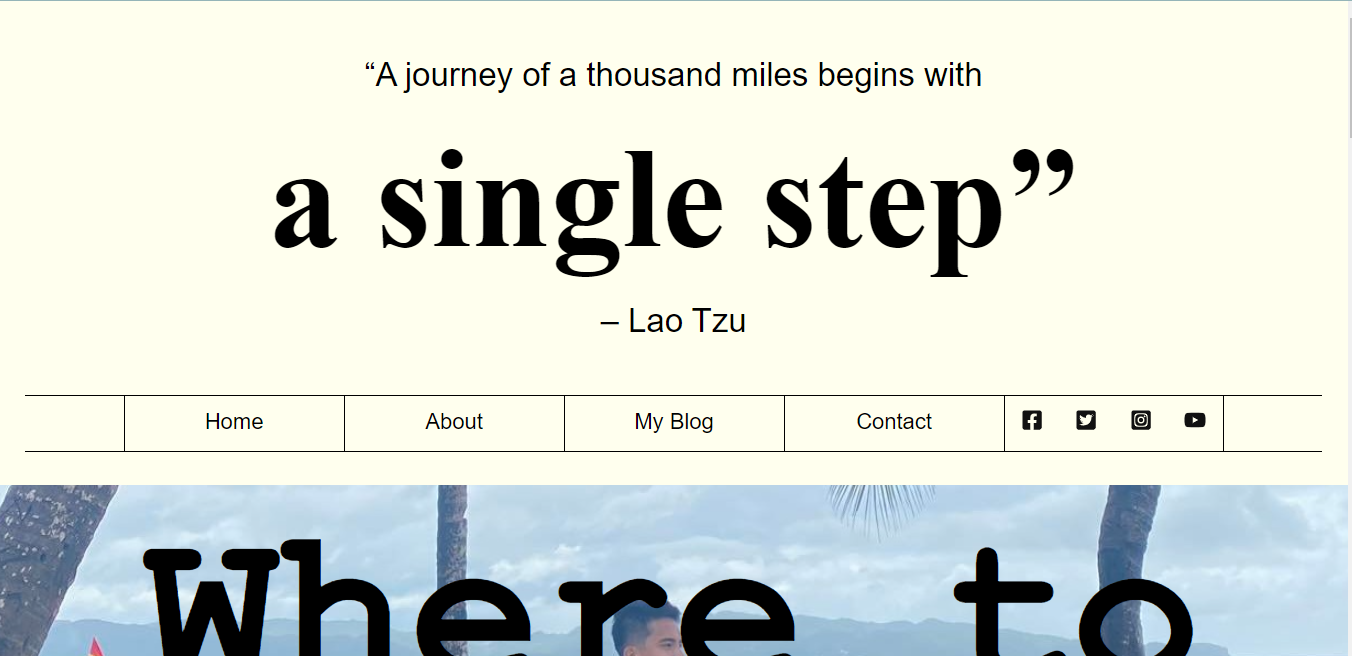 “A journey of a thousand miles begins with
a single step”
– Lao Tzu
Home
About
My Blog
Contact
Where to